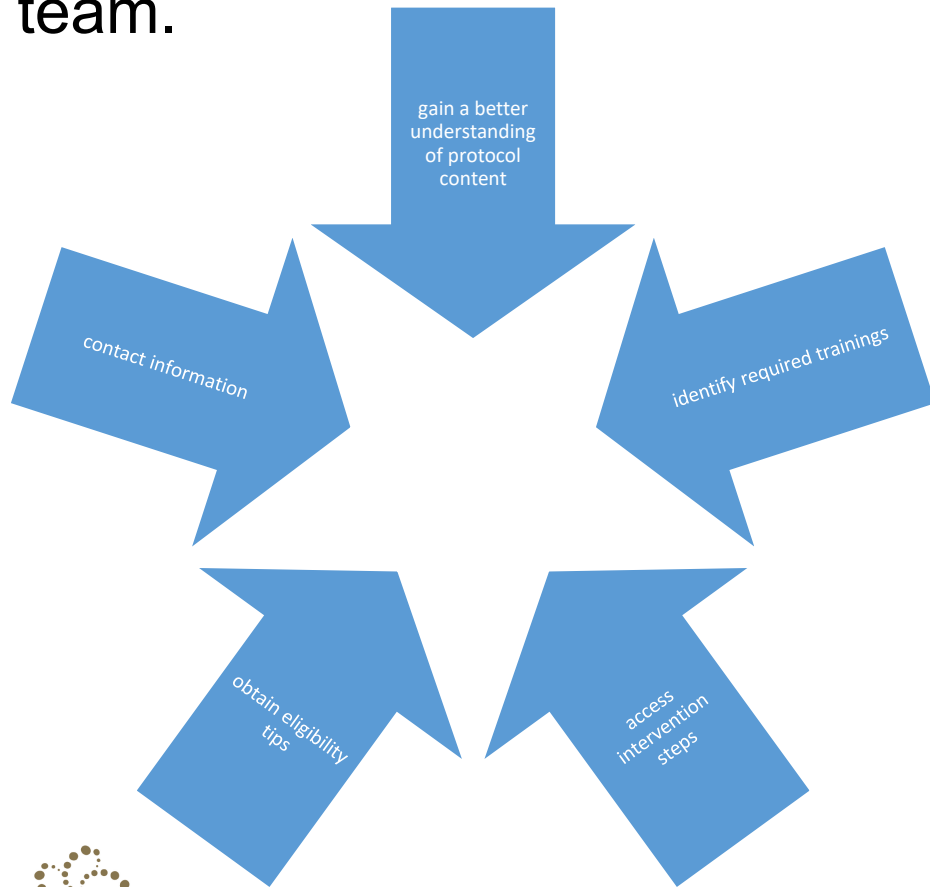 team.
gain a better
understanding
of protocol
content
contact information
identify required trainings
obtain eligibility
tips
access
intervention
steps